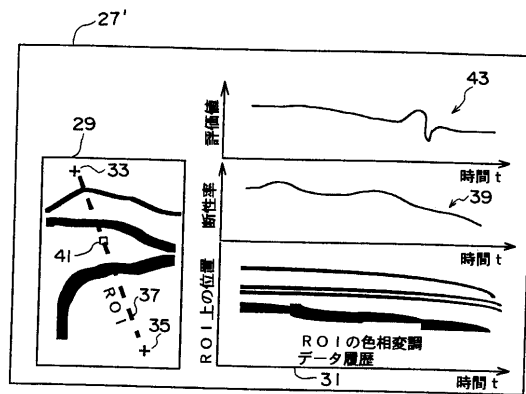 27'
43
評価値
時間 t
29
33
断性率
39
時間 t
41
ROI
37
35
ROI上の位置
ROIの色相変調
データ履歴
31
時間 t